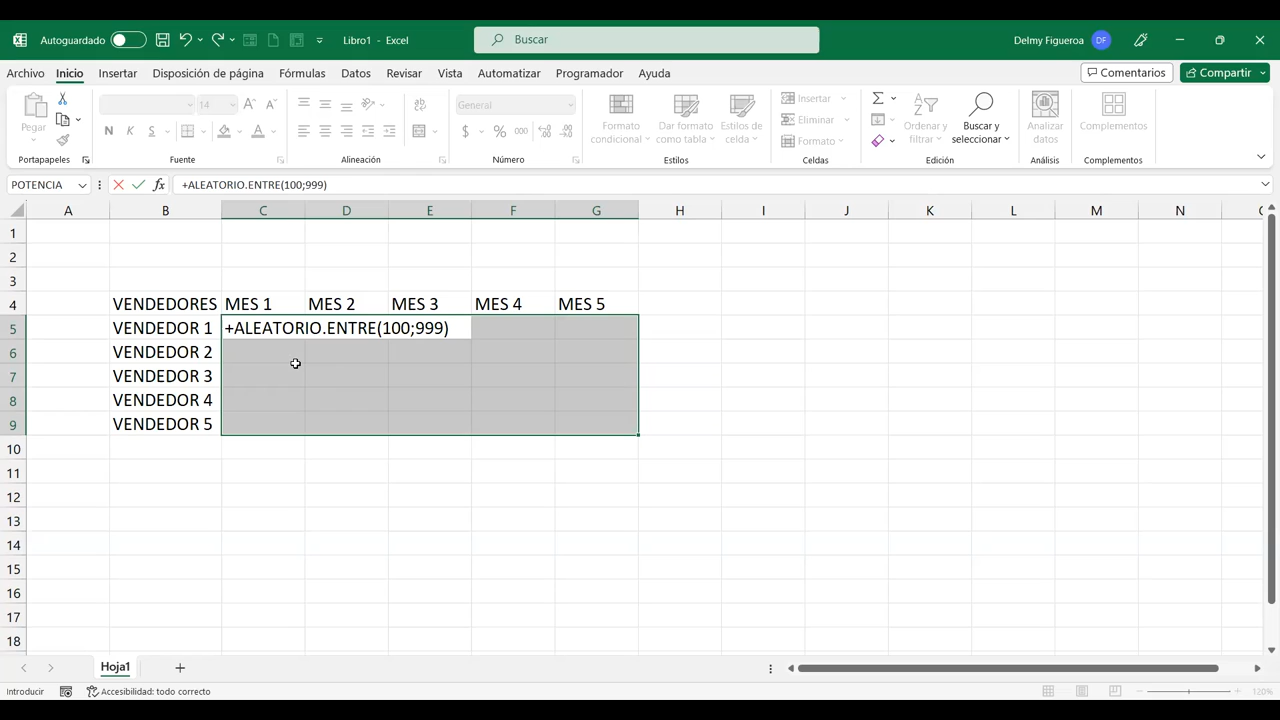 Autoguardado
Libro1 - Excel
Buscar
Delmy Figueroa DF
Archivo Inicio Insertar Disposición de página Fórmulas Datos Revisar Vista Automatizar Programador Ayuda
Comentarios Compartir
Pegar
14
N K S
General
$ % 000
Formato condicional
Dar formato como tabla
Estilos de celda
Insertar
Eliminar
Formato
Ordenar y filtrar
Buscar y seleccionar
Analizar datos
Complementos
Portapapeles Fuente Alineación Número Estilos Celdas Edición Análisis Complementos
POTENCIA fx +ALEATORIO.ENTRE(100;999)
A B C D E F G H I J K L M N
1
2
3
4 VENDEDORES MES 1 MES 2 MES 3 MES 4 MES 5
5 VENDEDOR 1 +ALEATORIO.ENTRE(100;999)
6 VENDEDOR 2
7 VENDEDOR 3
8 VENDEDOR 4
9 VENDEDOR 5
10
11
12
13
14
15
16
17
18
Hoja1
Introducir Accesibilidad: todo correcto 120%